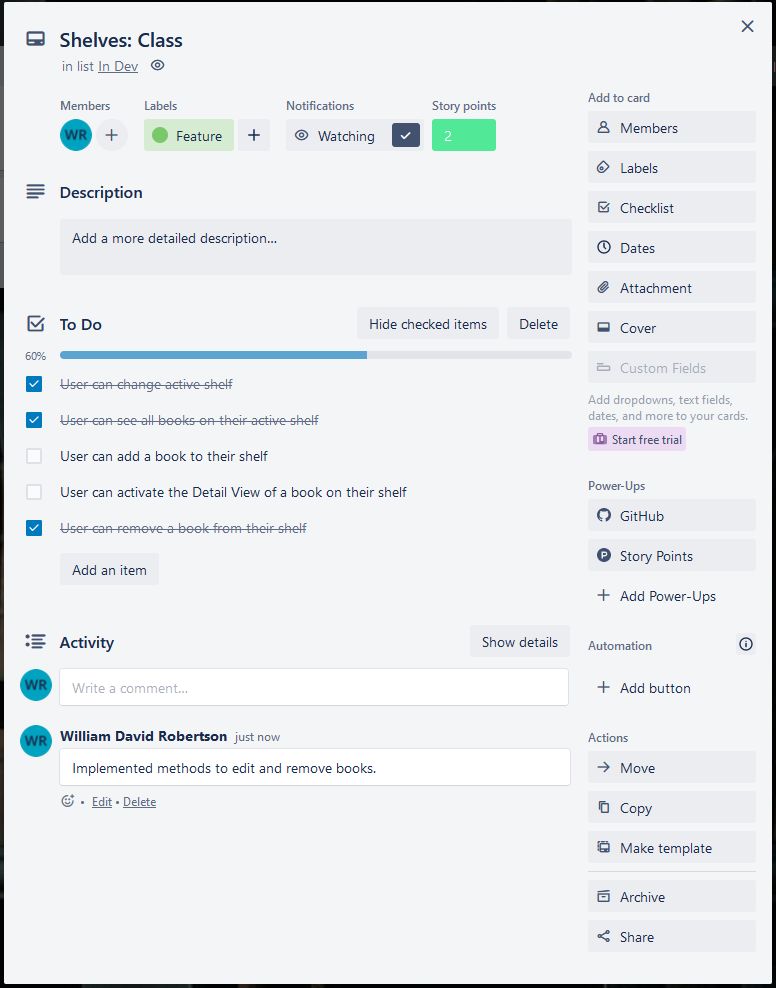 Shelves: Class
in list In Dev
Members
Labels
Notifications
Story points
WR
Feature
Watching
2
Description
Add a more detailed description...
To Do
Hide checked items
Delete
60%
User can change active shelf
User can see all books on their active shelf
User can add a book to their shelf
User can activate the Detail View of a book on their shelf
User can remove a book from their shelf
Add an item
Activity
Show details
WR
Write a comment...
WR
William David Robertson just now
Implemented methods to edit and remove books.
• Edit • Delete
Add to card
Members
Labels
Checklist
Dates
Attachment
Cover
Custom Fields
Add dropdowns, text fields,
dates, and more to your cards.
Start free trial
Power-Ups
GitHub
P Story Points
Add Power-Ups
Automation
Add button
Actions
Move
Copy
Make template
Archive
Share